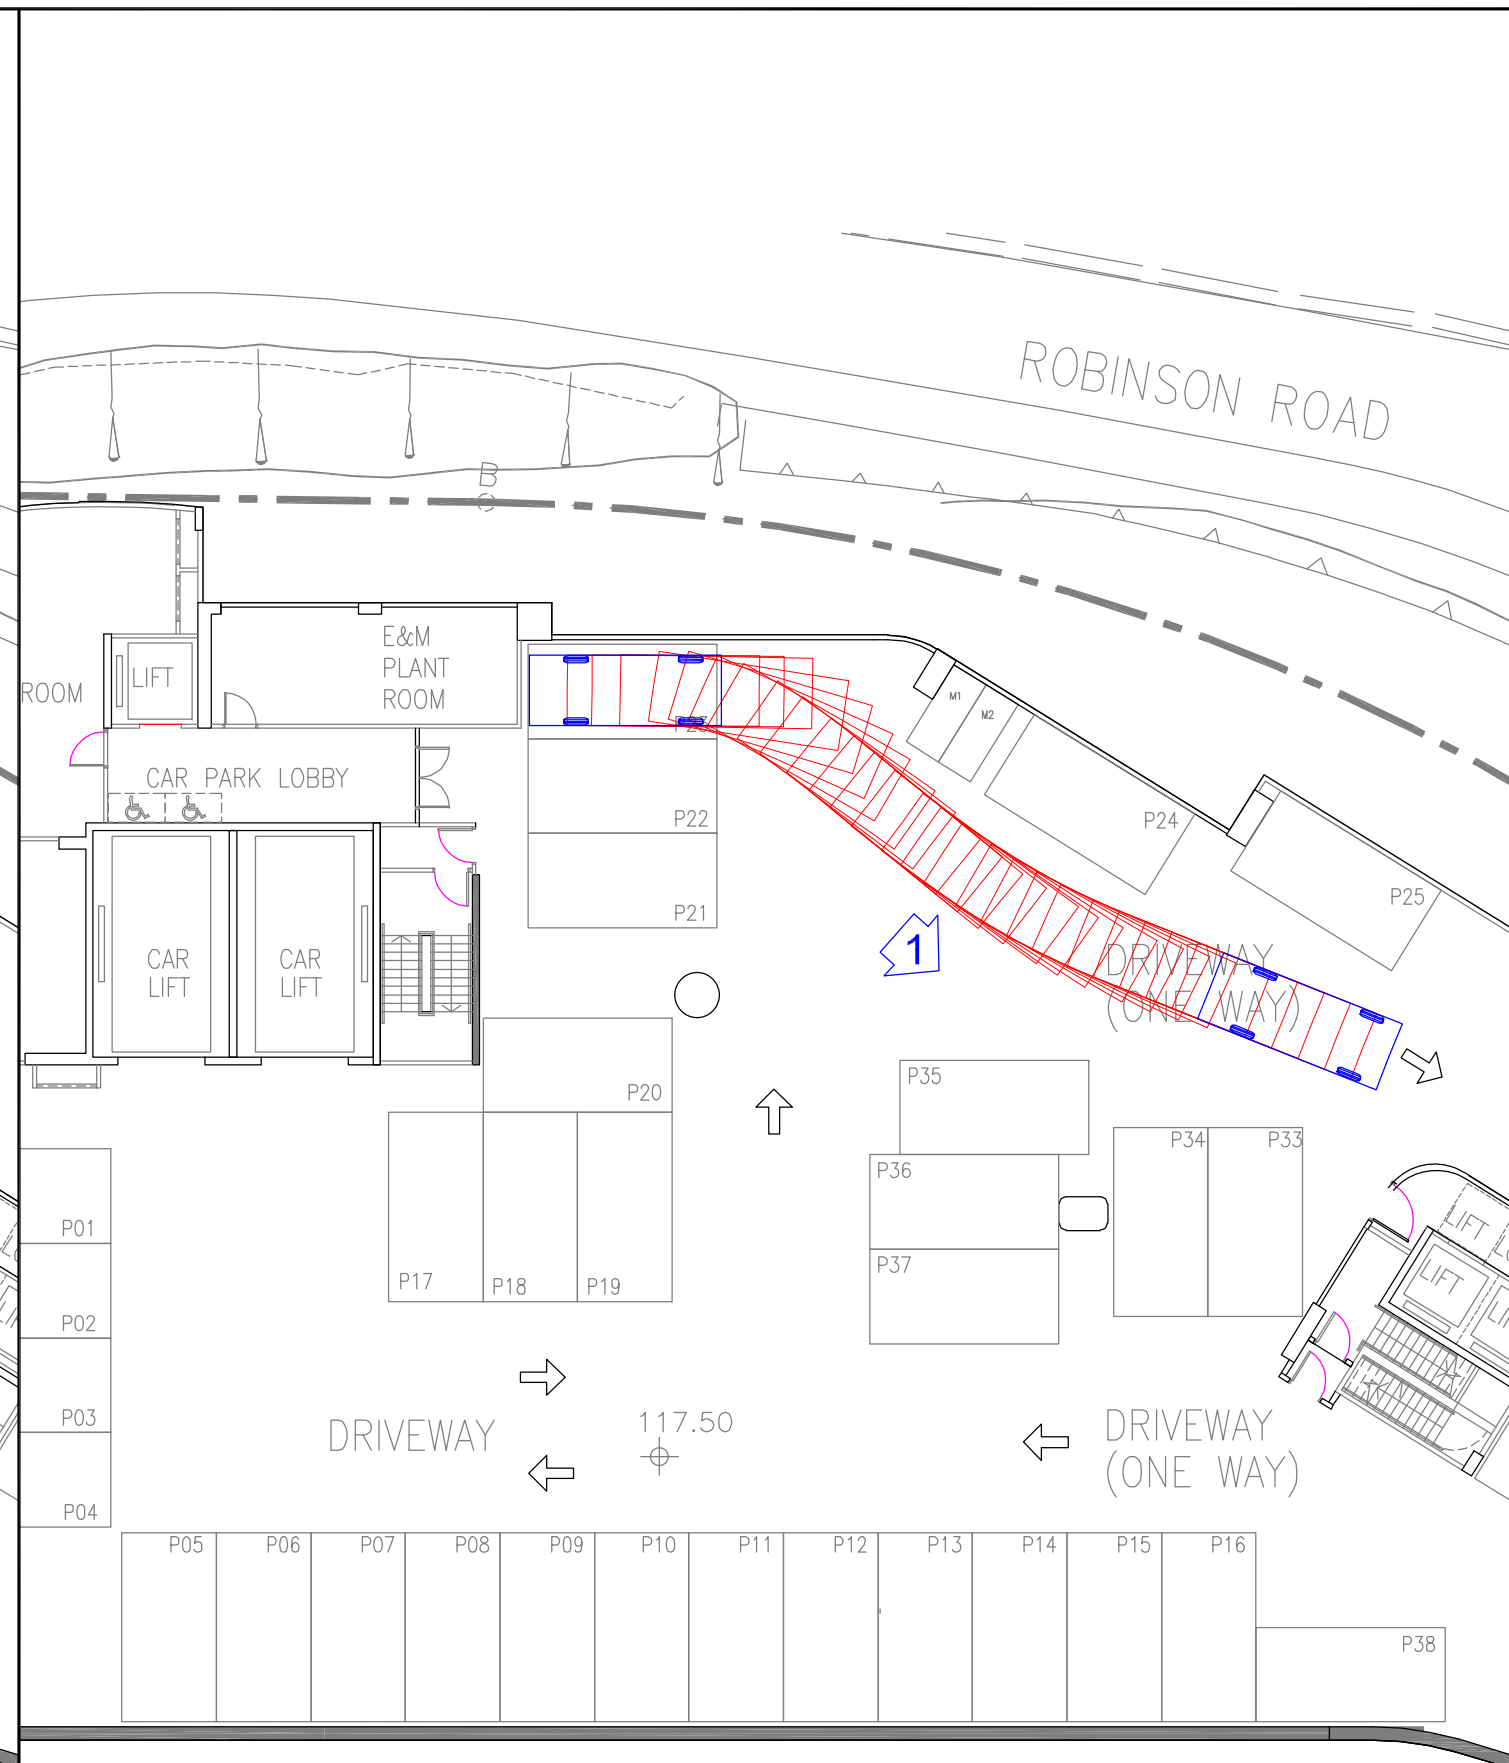 ROBINSON ROAD
B
E&M
PLANT
ROOM
LIFT
ROOM
M1
M2
P23
CAR PARK LOBBY
P22
P24
P25
P21
1
CAR
LIFT
CAR
LIFT
DRIVEWAY
(ONE WAY)
P35
P20
P34
P33
P36
P01
LIFT
P37
P17
P18
P19
LIFT
P02
P03
DRIVEWAY
117.50
DRIVEWAY
(ONE WAY)
P04
P05
P06
P07
P08
P09
P10
P11
P12
P13
P14
P15
P16
P38